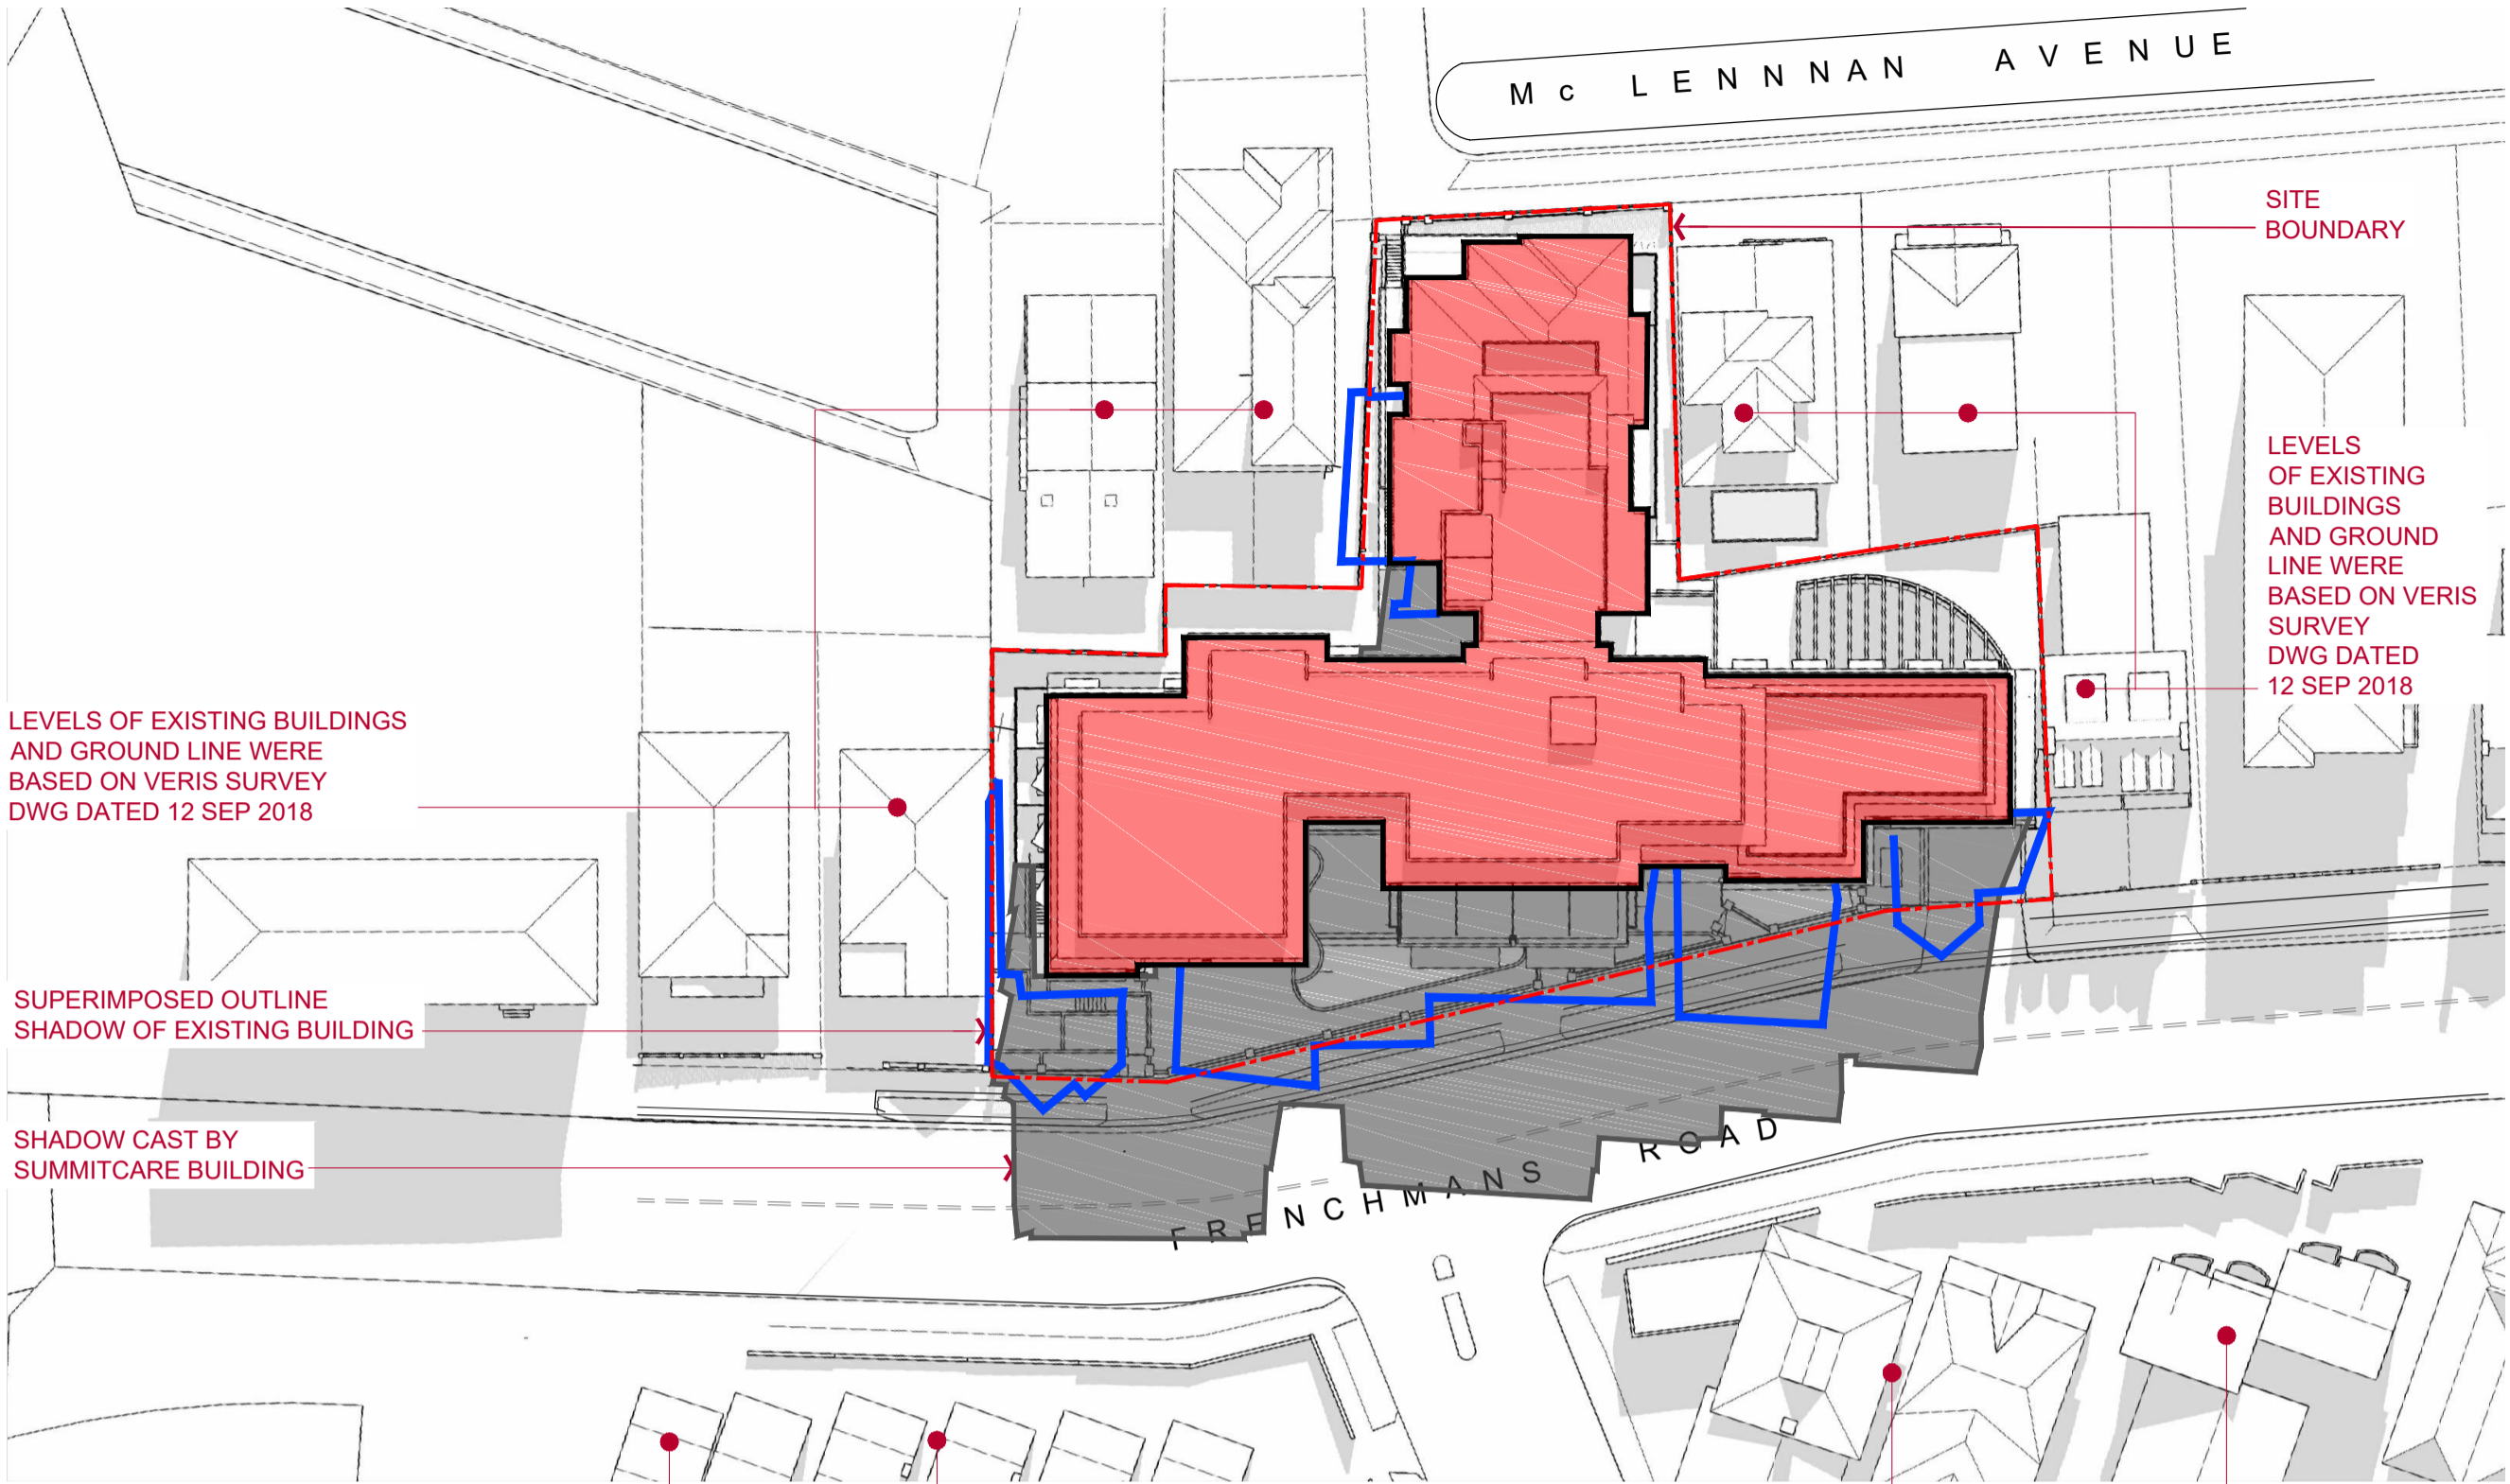 Mc LENNNAN AVENUE
SITE
BOUNDARY
LEVELS
OF EXISTING
BUILDINGS
AND GROUND
LINE WERE
BASED ON VERIS
SURVEY
DWG DATED
12 SEP 2018
LEVELS OF EXISTING BUILDINGS
AND GROUND LINE WERE
BASED ON VERIS SURVEY
DWG DATED 12 SEP 2018
SUPERIMPOSED OUTLINE
SHADOW OF EXISTING BUILDING
SHADOW CAST BY
SUMMITCARE BUILDING
FRENCHMANS ROAD